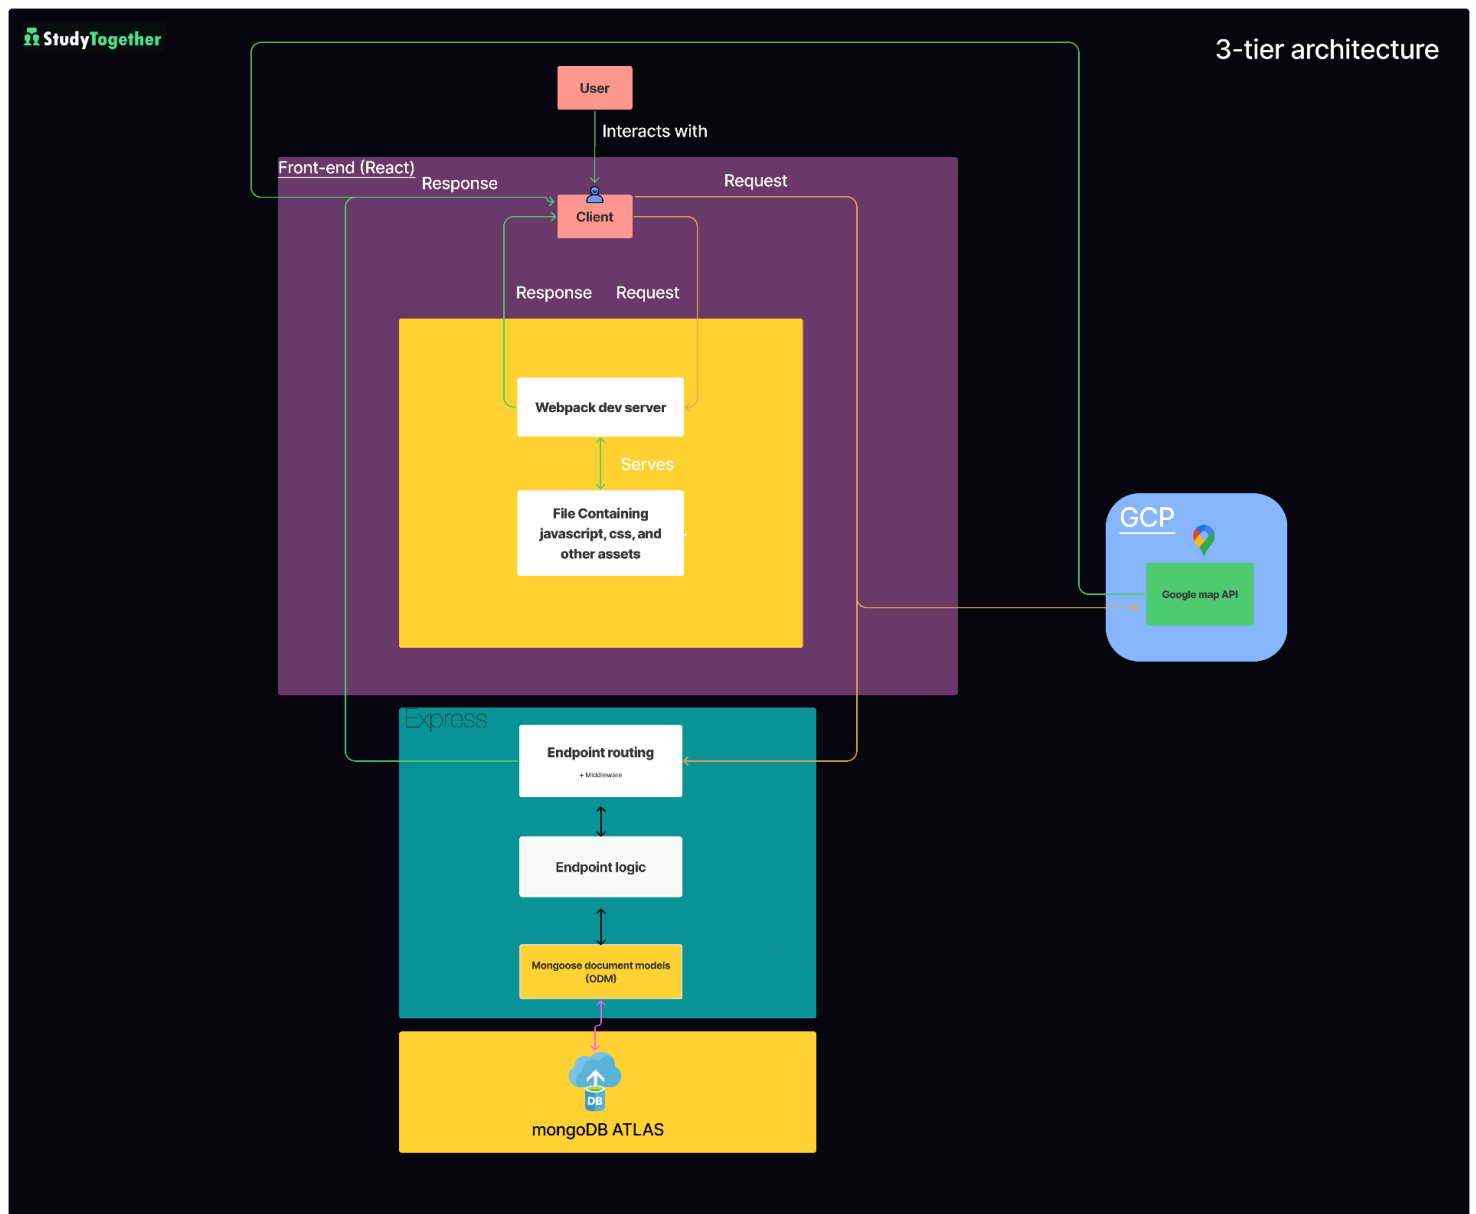 StudyTogether
3-tier architecture
User
Interacts with
Front-end (React)
Response
Request
Client
Response
Request
Webpack dev server
Serves
File Containing
javascript, css, and
other assets
GCP
Google map API
Express
Endpoint routing
+ Middleware
Endpoint logic
Mongoose document models
(ODM)
DB
mongoDB ATLAS